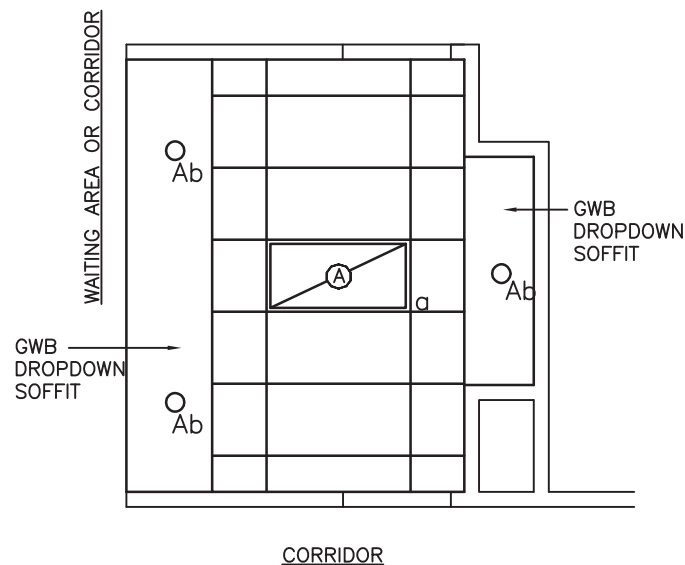 WAITING AREA OR CORRIDOR
Ab
GWB
DROPDOWN
SOFFIT
A
Ab
a
GWB
DROPDOWN
SOFFIT
Ab
CORRIDOR